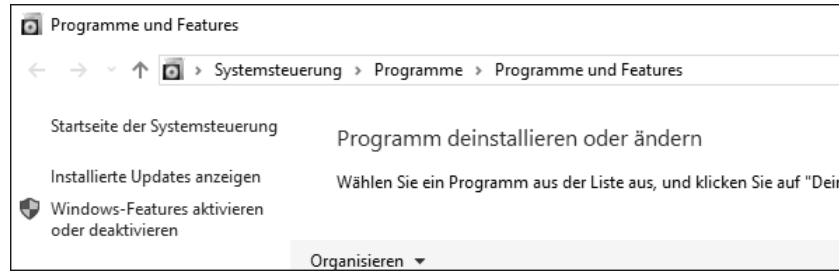 Programme und Features
Systemsteuerung > Programme > Programme und Features
Startseite der Systemsteuerung
Installierte Updates anzeigen
Windows-Features aktivieren
oder deaktivieren
Programm deinstallieren oder ändern
Wählen Sie ein Programm aus der Liste aus, und klicken Sie auf "Dein
Organisieren